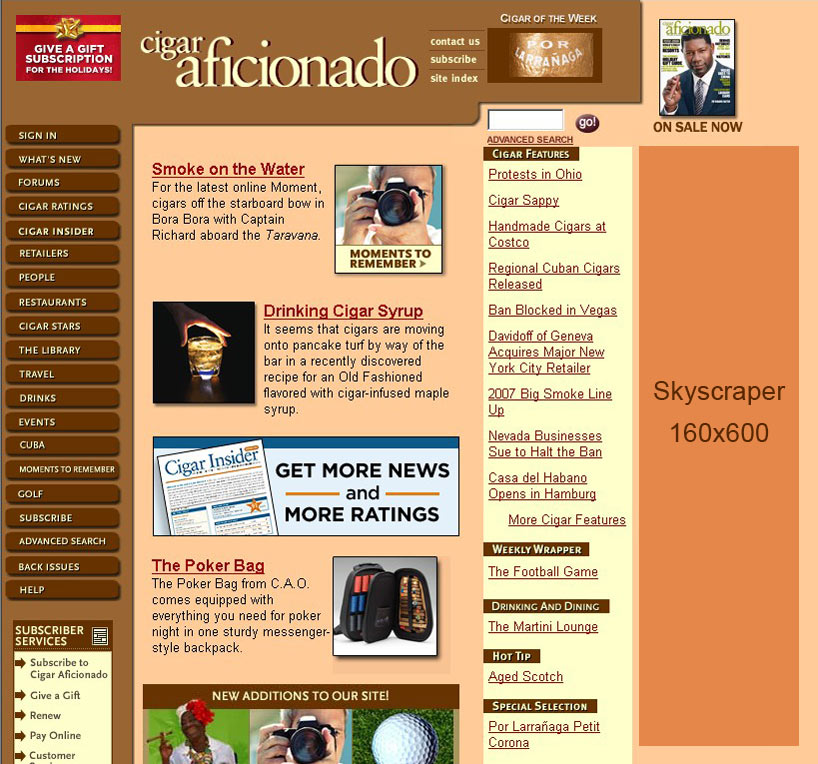 GIVE A GIFT
SUBSCRIPTION
FOR THE HOLIDAYS!
cigar
aficionado
contact us
subscribe
site index
CIGAR OF THE WEEK
POR
LARRAÑAGA
aficionado
ON SALE NOW
go!
ADVANCED SEARCH
SIGN IN
WHAT'S NEW
FORUMS
CIGAR RATINGS
CIGAR INSIDER
RETAILERS
PEOPLE
RESTAURANTS
CIGAR STARS
THE LIBRARY
TRAVEL
DRINKS
EVENTS
CUBA
MOMENTS TO REMEMBER
GOLF
SUBSCRIBE
ADVANCED SEARCH
BACK ISSUES
HELP
SUBSCRIBER
SERVICES
Subscribe to
Cigar Aficionado
Give a Gift
Renew
Pay Online
Customer
Smoke on the Water
For the latest online Moment,
cigars off the starboard bow in
Bora Bora with Captain
Richard aboard the Taravana.
MOMENTS TO
REMEMBER
Drinking Cigar Syrup
It seems that cigars are moving
onto pancake turf by way of the
bar in a recently discovered
recipe for an Old Fashioned
flavored with cigar-infused maple
syrup.
Cigar Insider
GET MORE NEWS
and
MORE RATINGS
The Poker Bag
The Poker Bag from C.A.O.
comes equipped with
everything you need for poker
night in one sturdy messenger-
style backpack.
NEW ADDITIONS TO OUR SITE!
CIGAR FEATURES
Protests in Ohio
Cigar Sappy
Handmade Cigars at
Costco
Regional Cuban Cigars
Released
Ban Blocked in Vegas
Davidoff of Geneva
Acquires Major New
York City Retailer
2007 Big Smoke Line
Up
Nevada Businesses
Sue to Halt the Ban
Casa del Habano
Opens in Hamburg
More Cigar Features
WEEKLY WRAPPER
The Football Game
DRINKING AND DINING
The Martini Lounge
HOT TIP
Aged Scotch
SPECIAL SELECTION
Por Larrañaga Petit
Corona
Skyscraper
160x600